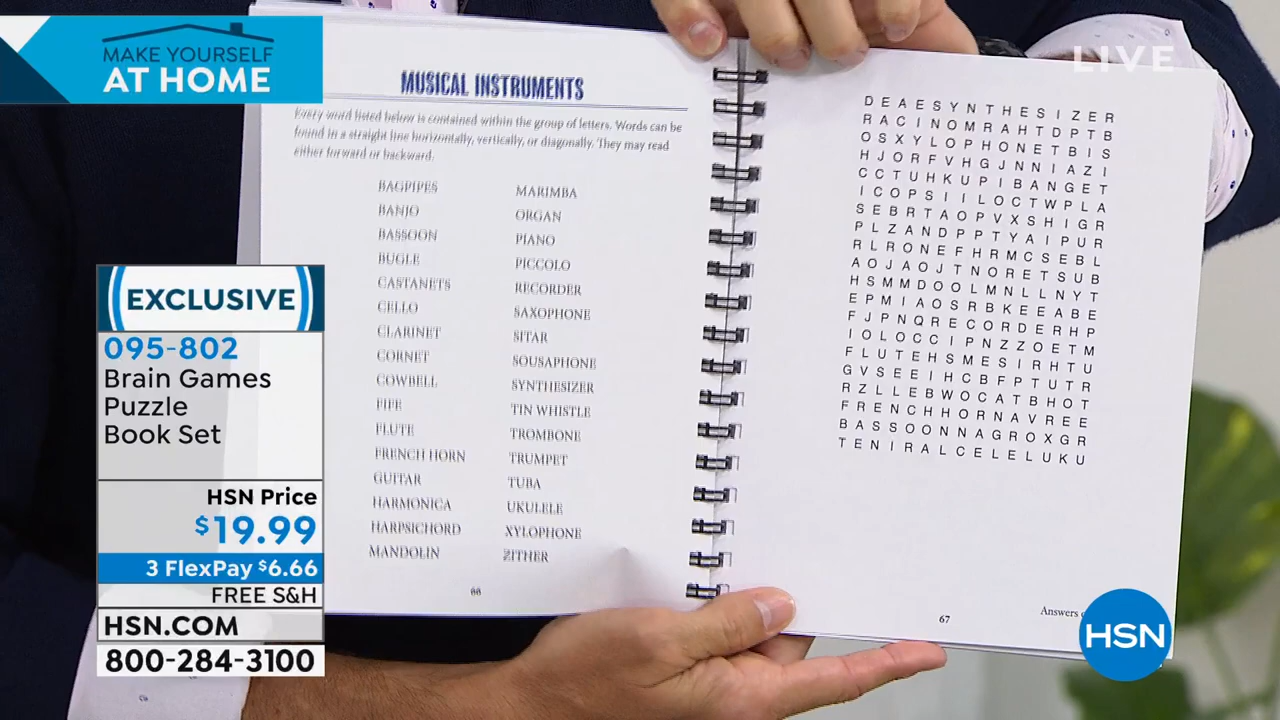 MAKE YOURSELF
AT HOME
LIVE
EXCLUSIVE
095-802
Brain Games
Puzzle
Book Set
HSN Price
$19.99
3 FlexPay $6.66
FREE S&H
HSN.COM
800-284-3100
MUSICAL INSTRUMENTS
Every word listed below is contained within the group of letters. Words can be
found in a straight line horizontally, vertically, or diagonally. They may read
either forward or backward.
BAGPIPES
BANJO
BASSOON
BUGLE
CASTANETS
CELLO
CLARINET
CORNET
COWBELL
FIFE
FLUTE
FRENCH HORN
GUITAR
HARMONICA
HARPSICHORD
MANDOLIN
MARIMBA
ORGAN
PIANO
PICCOLO
RECORDER
SAXOPHONE
SITAR
SOUSAPHONE
SYNTHESIZER
TIN WHISTLE
TROMBONE
TRUMPET
TUBA
UKULELE
XYLOPHONE
ZITHER
66
D E A E S Y N T H E S I Z E R
R A C I N O M R A H T D P T B
O S X Y L O P H O N E T B I S
H J O R F V H G J N N I A Z I
C C T U H K U P I B A N G E T
I C O P S I I L O C T W P L A
S E B R T A O P V X S H I G R
P L Z A N D P P T Y A I P U R
R L R O N E F H R M C S E B L
A O J A O J T N O R E T S U B
H S M M D O O L M N L L N Y T
E P M I A O S R B K E E A B E
F J P N Q R E C O R D E R H P
I O L O C C I P N Z Z O E T M
F L U T E H S M E S I R H T U
G V S E E I H C B F P T U T R
R Z L L E B W O C A T B H O T
F R E N C H H O R N A V R E E
B A S S O O N N A G R O X G R
T E N I R A L C E L E L U K U
67
Answers
HSN